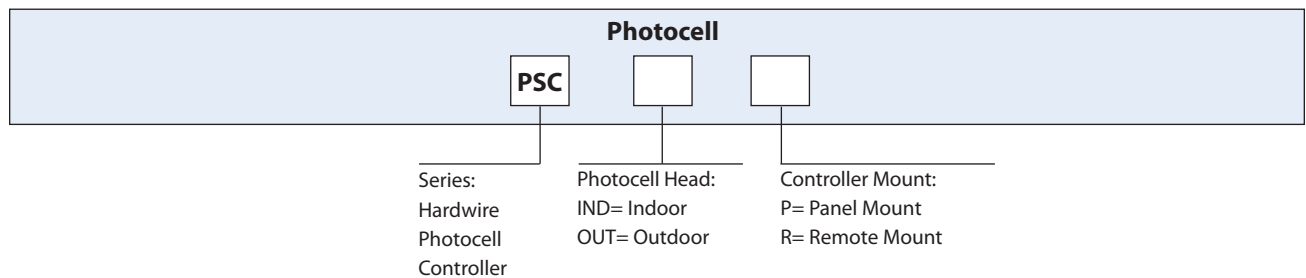 Photocell
PSC
Series:
Hardwire
Photocell
Controller
Photocell Head:
IND= Indoor
OUT= Outdoor
Controller Mount:
P= Panel Mount
R= Remote Mount